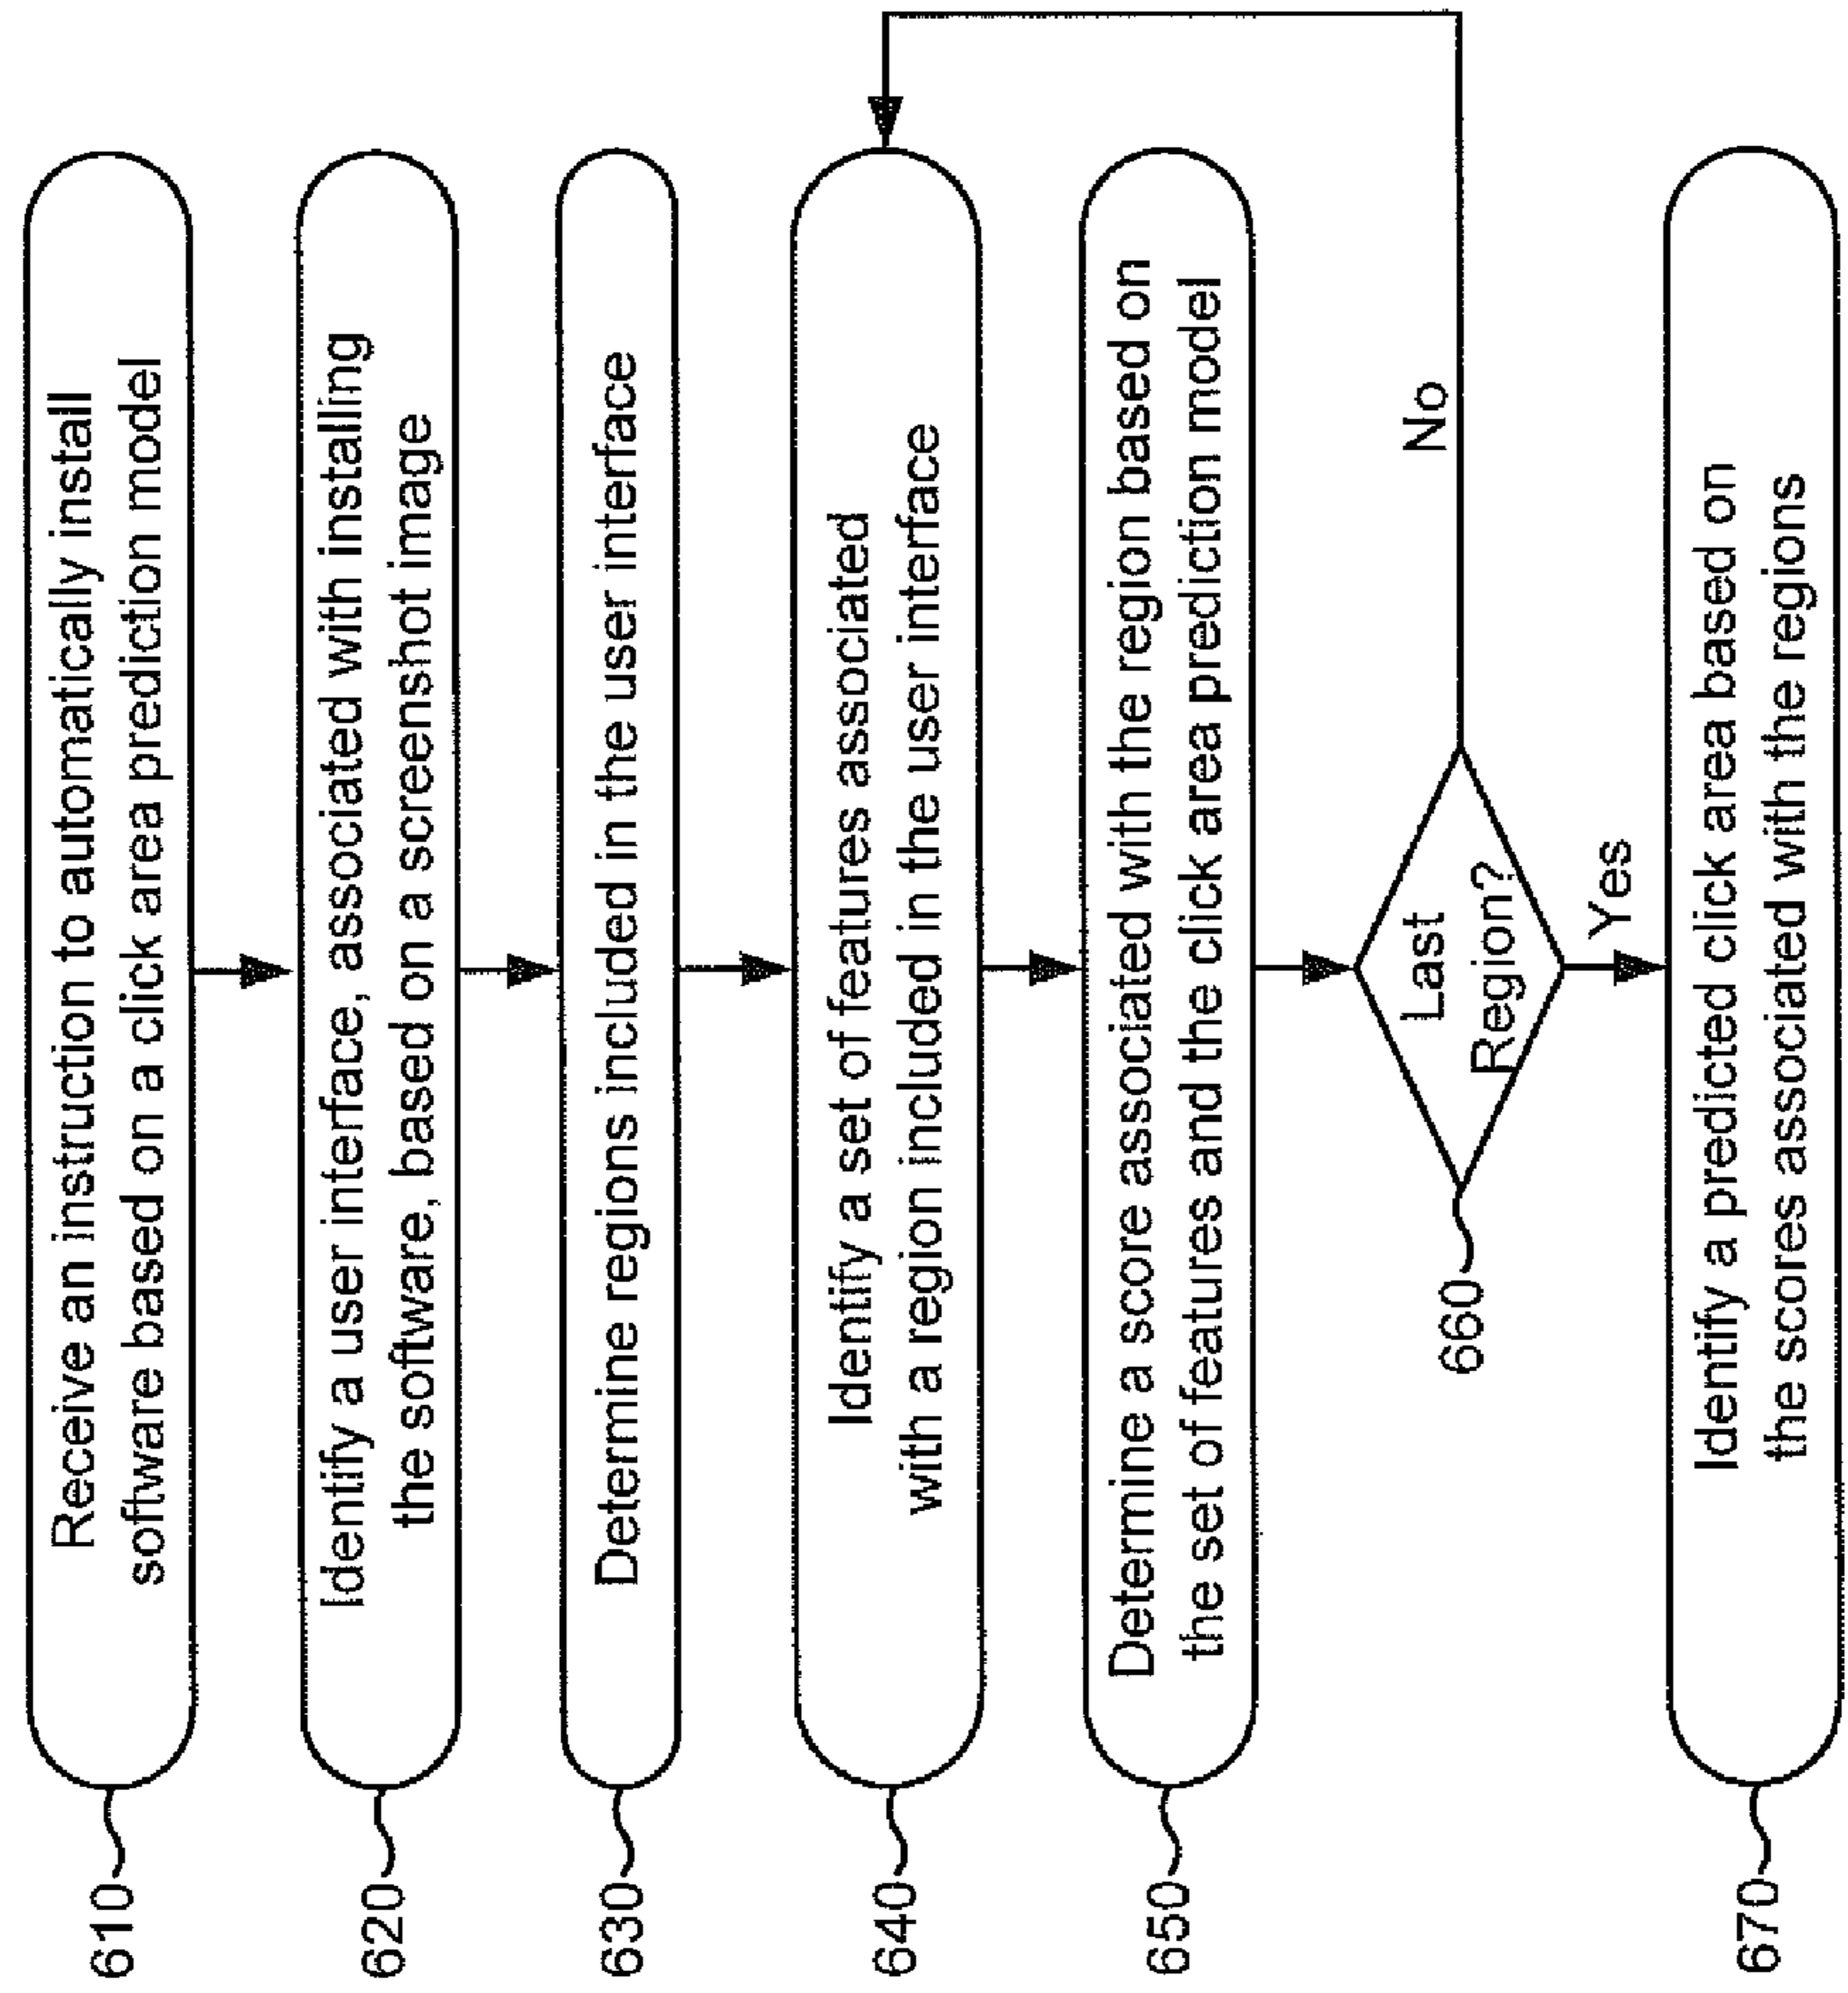 610
Receive an instruction to automatically install
software based on a click area prediction model
620
Identify a user interface, associated with installing
the software, based on a screenshot image
630
Determine regions included in the user interface
640
Identify a set of features associated
with a region included in the user interface
650
Determine a score associated with the region based on
the set of features and the click area prediction model
660
Last
Region?
No
Yes
670
Identify a predicted click area based on
the scores associated with the regions